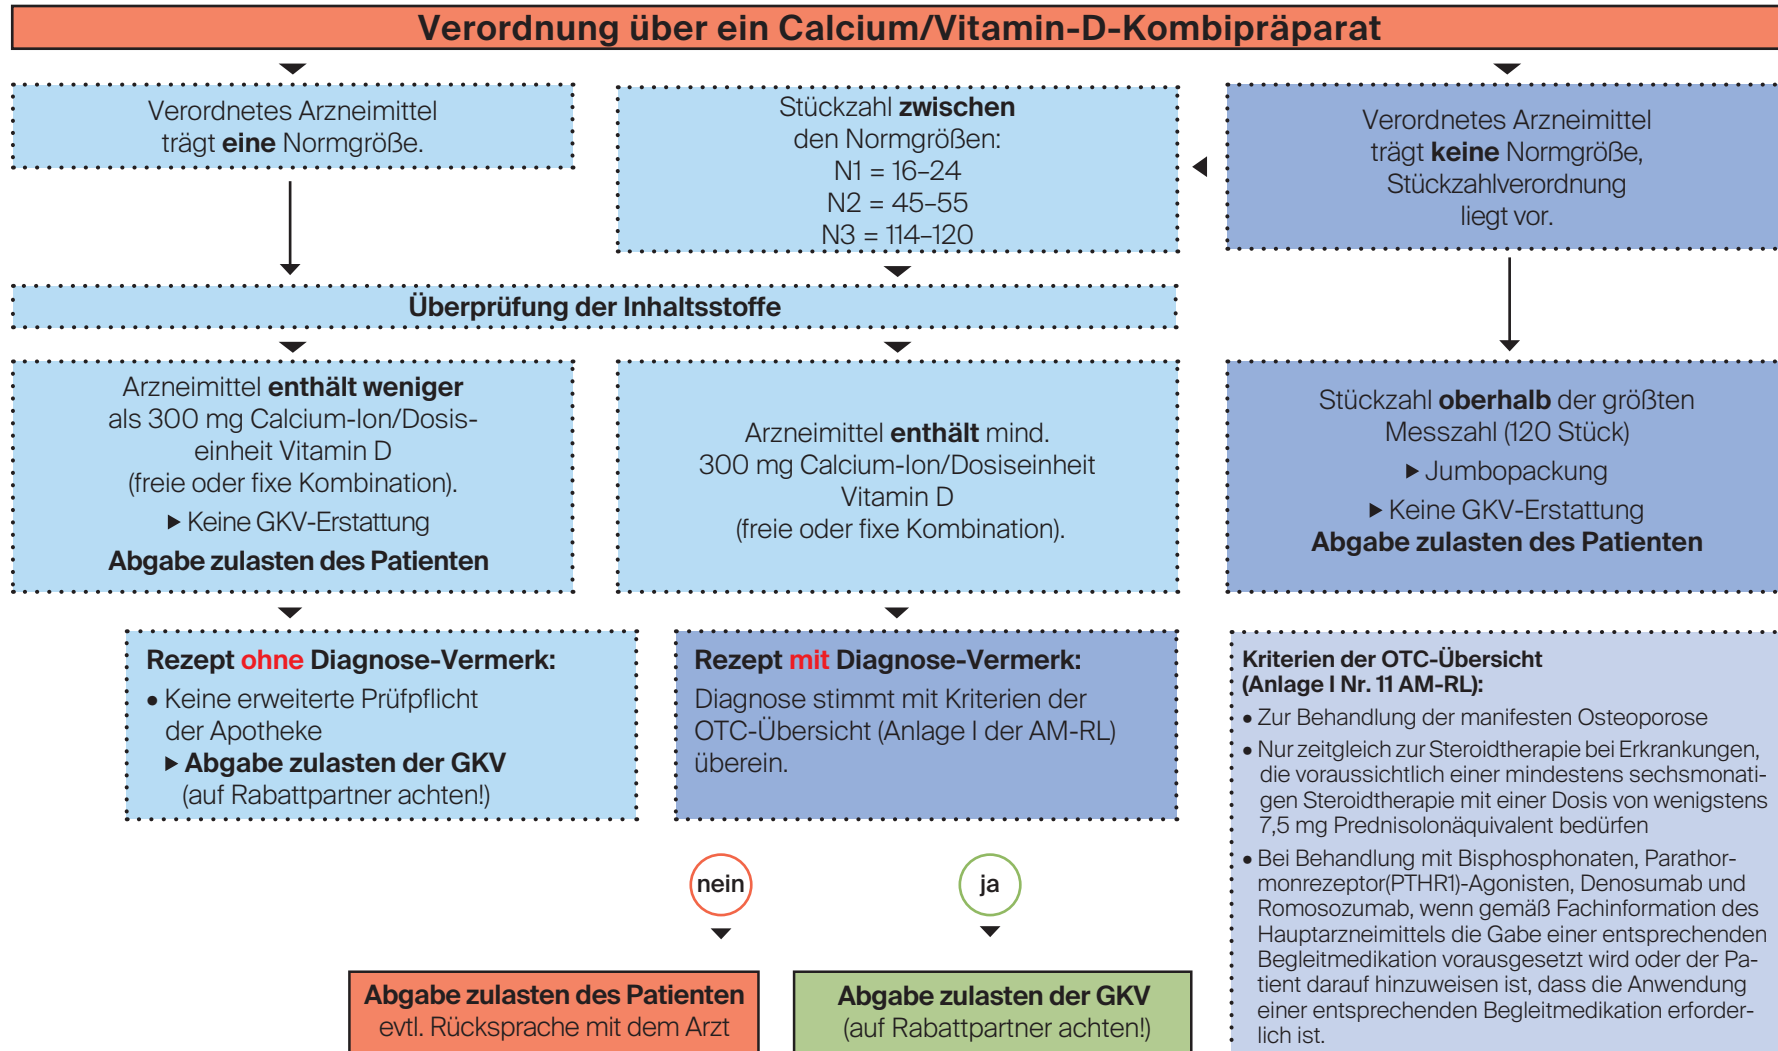 Verordnung über ein Calcium/Vitamin-D-Kombipräparat
Verordnetes Arzneimittel
trägt eine Normgröße.
Stückzahl zwischen
den Normgrößen:
N1 = 16–24
N2 = 45–55
N3 = 114–120
Verordnetes Arzneimittel
trägt keine Normgröße,
Stückzahlverordnung
liegt vor.
Überprüfung der Inhaltsstoffe
Arzneimittel enthält weniger
als 300 mg Calcium-Ion/Dosis-
einheit Vitamin D
(freie oder fixe Kombination).
▶ Keine GKV-Erstattung
Abgabe zulasten des Patienten
Arzneimittel enthält mind.
300 mg Calcium-Ion/Dosiseinheit
Vitamin D
(freie oder fixe Kombination).
Stückzahl oberhalb der größten
Messzahl (120 Stück)
▶ Jumbopackung
▶ Keine GKV-Erstattung
Abgabe zulasten des Patienten
Rezept ohne Diagnose-Vermerk:
• Keine erweiterte Prüfpflicht
der Apotheke
▶ Abgabe zulasten der GKV
(auf Rabattpartner achten!)
Rezept mit Diagnose-Vermerk:
Diagnose stimmt mit Kriterien der
OTC-Übersicht (Anlage I der AM-RL)
überein.
Kriterien der OTC-Übersicht
(Anlage I Nr. 11 AM-RL):
• Zur Behandlung der manifesten Osteoporose
• Nur zeitgleich zur Steroidtherapie bei Erkrankungen,
die voraussichtlich einer mindestens sechsmonati-
gen Steroidtherapie mit einer Dosis von wenigstens
7,5 mg Prednisolonäquivalent bedürfen
• Bei Behandlung mit Bisphosphonaten, Parathor-
monrezeptor(PTHR1)-Agonisten, Denosumab und
Romosozumab, wenn gemäß Fachinformation des
Hauptarzneimittels die Gabe einer entsprechenden
Begleitmedikation vorausgesetzt wird oder der Pa-
tient darauf hinzuweisen ist, dass die Anwendung
einer entsprechenden Begleitmedikation erforder-
lich ist.
nein
ja
Abgabe zulasten des Patienten
evtl. Rücksprache mit dem Arzt
Abgabe zulasten der GKV
(auf Rabattpartner achten!)